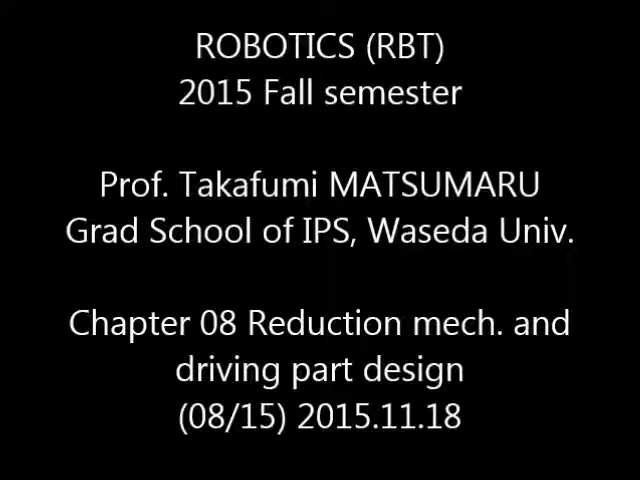 ROBOTICS (RBT)
2015 Fall semester
Prof. Takafumi MATSUMARU
Grad School of IPS, Waseda Univ.
Chapter 08 Reduction mech. and
driving part design
(08/15) 2015.11.18